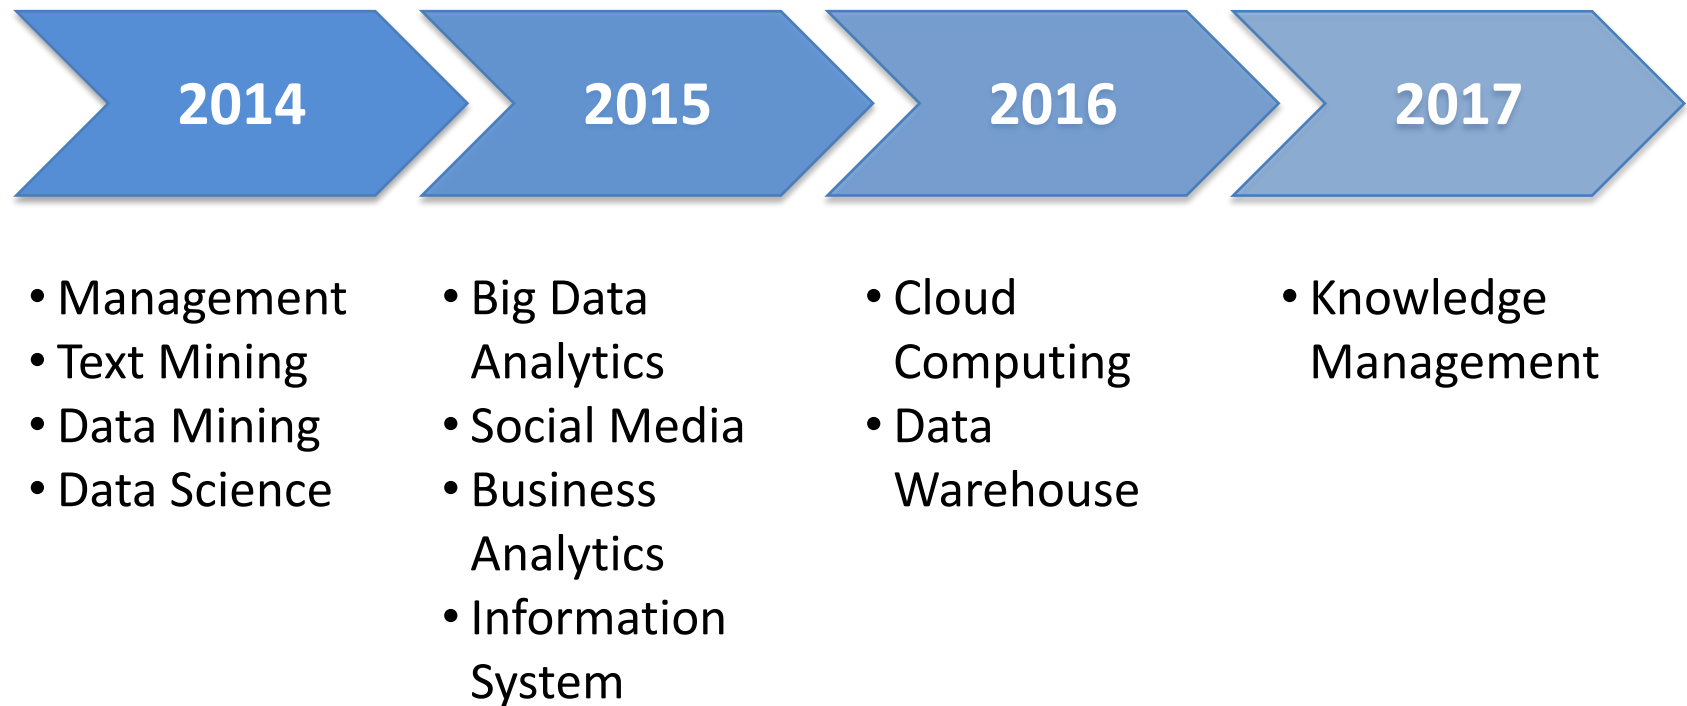 2014
2015
2016
2017
• Management
• Text Mining
• Data Mining
• Data Science
• Big Data
Analytics
• Social Media
• Business
Analytics
• Information
System
• Cloud
Computing
• Data
Warehouse
• Knowledge
Management